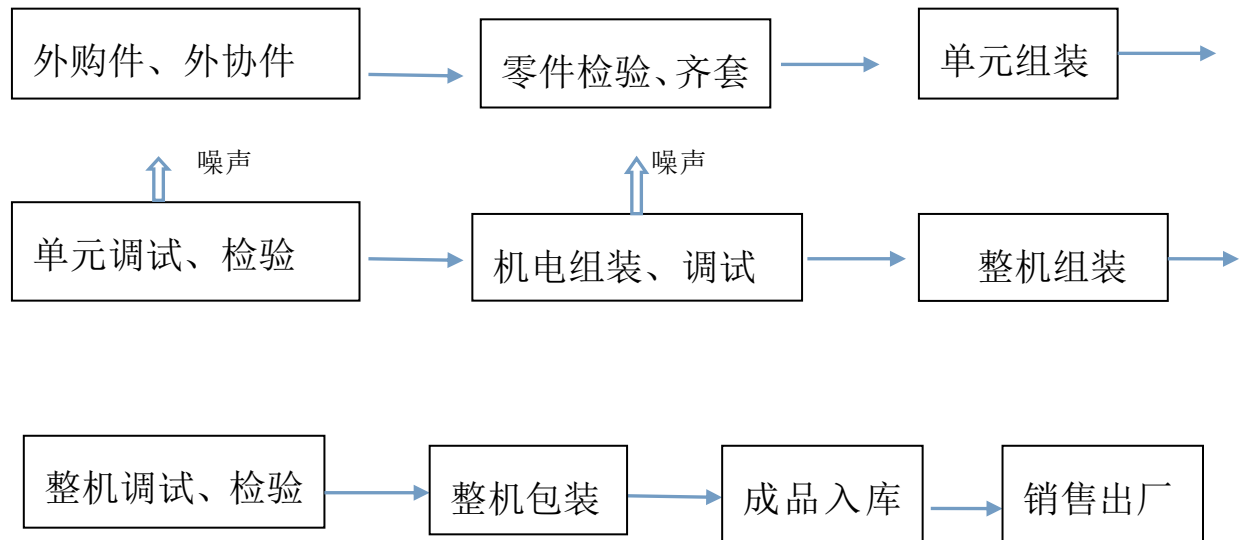 外购件、外协件
零件检验、齐套
单元组装
噪声
噪声
单元调试、检验
机电组装、调试
整机组装
整机调试、检验
整机包装
成品入库
销售出厂